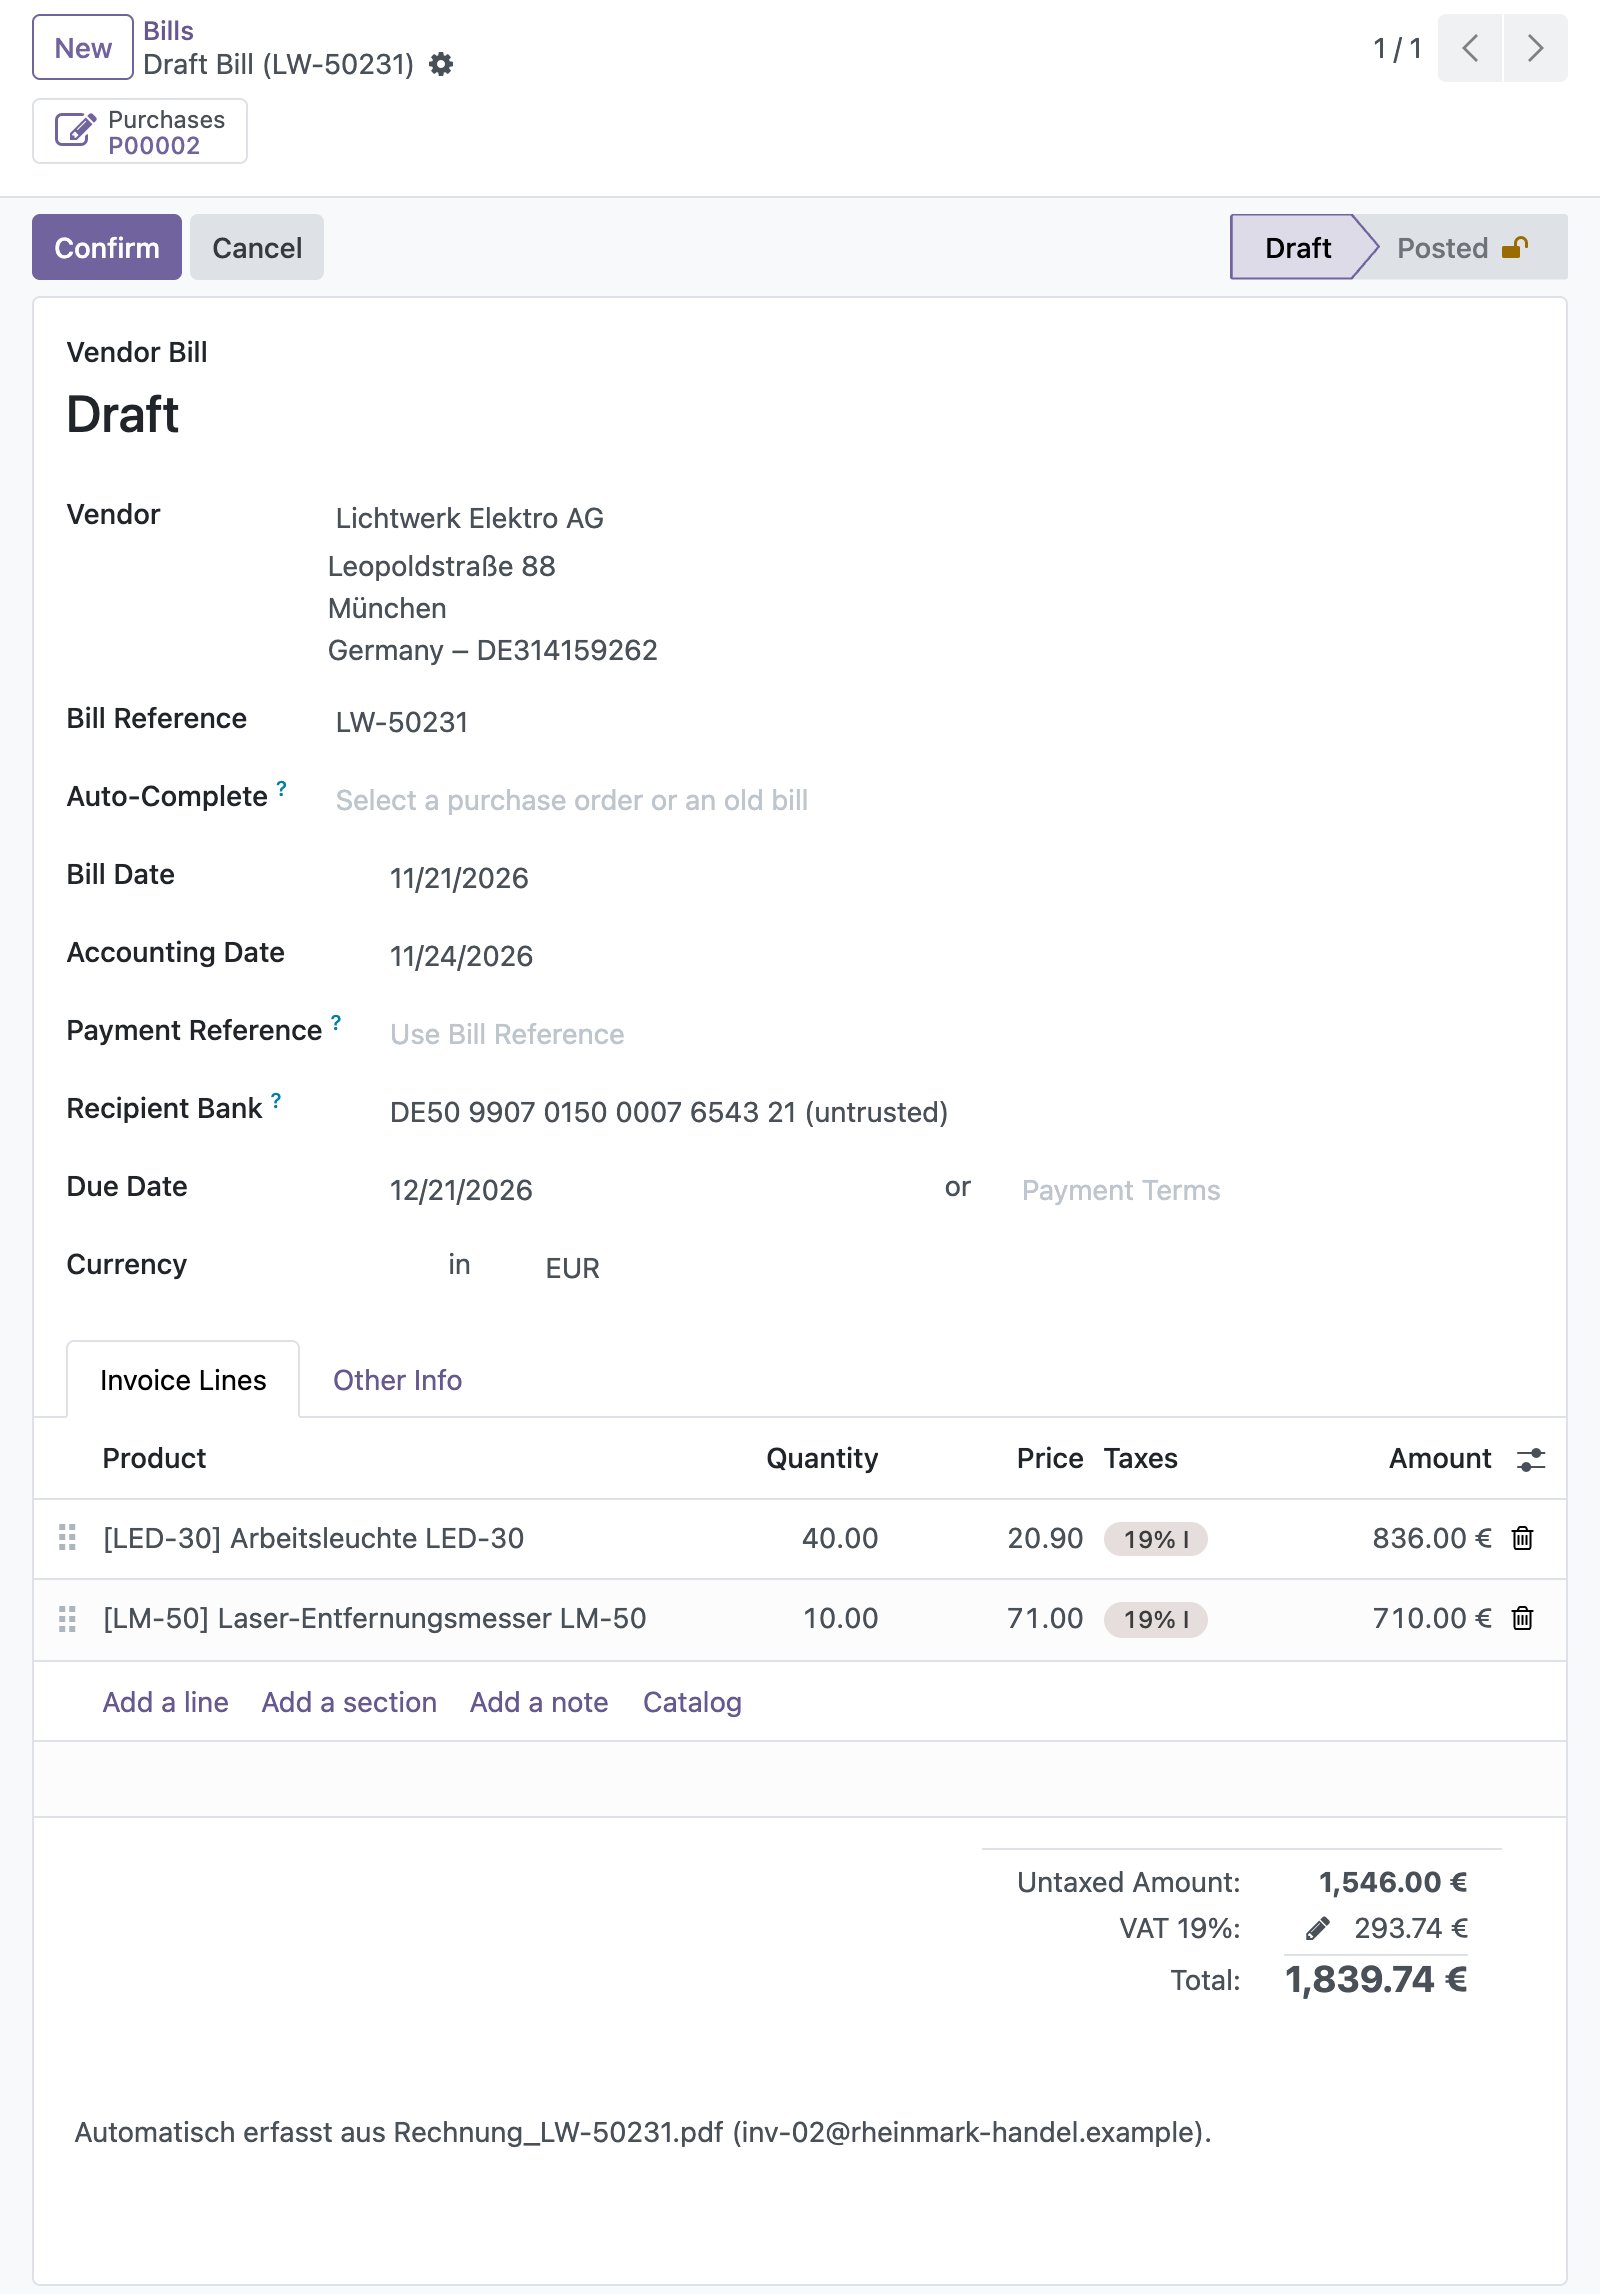 New
Bills
Draft Bill (LW-50231)
1 / 1
Purchases
P00002
Confirm
Cancel
Draft
Posted
Vendor Bill
Draft
Vendor
Lichtwerk Elektro AG
Leopoldstraße 88
München
Germany – DE314159262
Bill Reference
LW-50231
Auto-Complete ?
Select a purchase order or an old bill
Bill Date
11/21/2026
Accounting Date
11/24/2026
Payment Reference ?
Use Bill Reference
Recipient Bank ?
DE50 9907 0150 0007 6543 21 (untrusted)
Due Date
12/21/2026 or Payment Terms
Currency
in EUR
Invoice Lines
Other Info
Product Quantity Price Taxes Amount
[LED-30] Arbeitsleuchte LED-30 40.00 20.90 19% I 836.00 €
[LM-50] Laser-Entfernungsmesser LM-50 10.00 71.00 19% I 710.00 €
Add a line Add a section Add a note Catalog
Untaxed Amount: 1,546.00 €
VAT 19%: 293.74 €
Total: 1,839.74 €
Automatisch erfasst aus Rechnung_LW-50231.pdf (inv-02@rheinmark-handel.example).